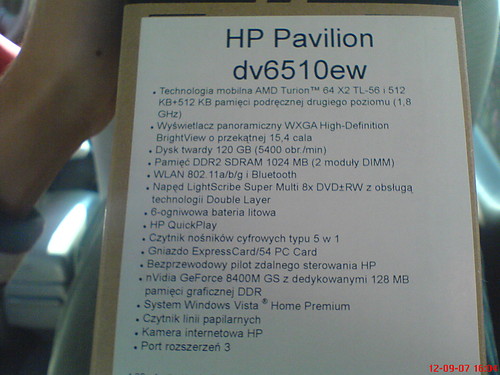 HP Pavilion
dv6510ew
• Technologia mobilna AMD Turion™ 64 X2 TL-56 i 512
KB+512 KB pamięci podręcznej drugiego poziomu (1,8
GHz)
• Wyświetlacz panoramiczny WXGA High-Definition
BrightView o przekątnej 15,4 cala
• Dysk twardy 120 GB (5400 obr./min)
• Pamięć DDR2 SDRAM 1024 MB (2 moduły DIMM)
• WLAN 802.11a/b/g i Bluetooth
• Napęd LightScribe Super Multi 8x DVD±RW z obsługą
technologii Double Layer
• 6-ogniwowa bateria litowa
• HP QuickPlay
• Czytnik nośników cyfrowych typu 5 w 1
• Gniazdo ExpressCard/54 PC Card
• Bezprzewodowy pilot zdalnego sterowania HP
• nVidia GeForce 8400M GS z dedykowanymi 128 MB
pamięci graficznej DDR
• System Windows Vista ® Home Premium
• Czytnik linii papilarnych
• Kamera internetowa HP
• Port rozszerzeń 3
12-09-07